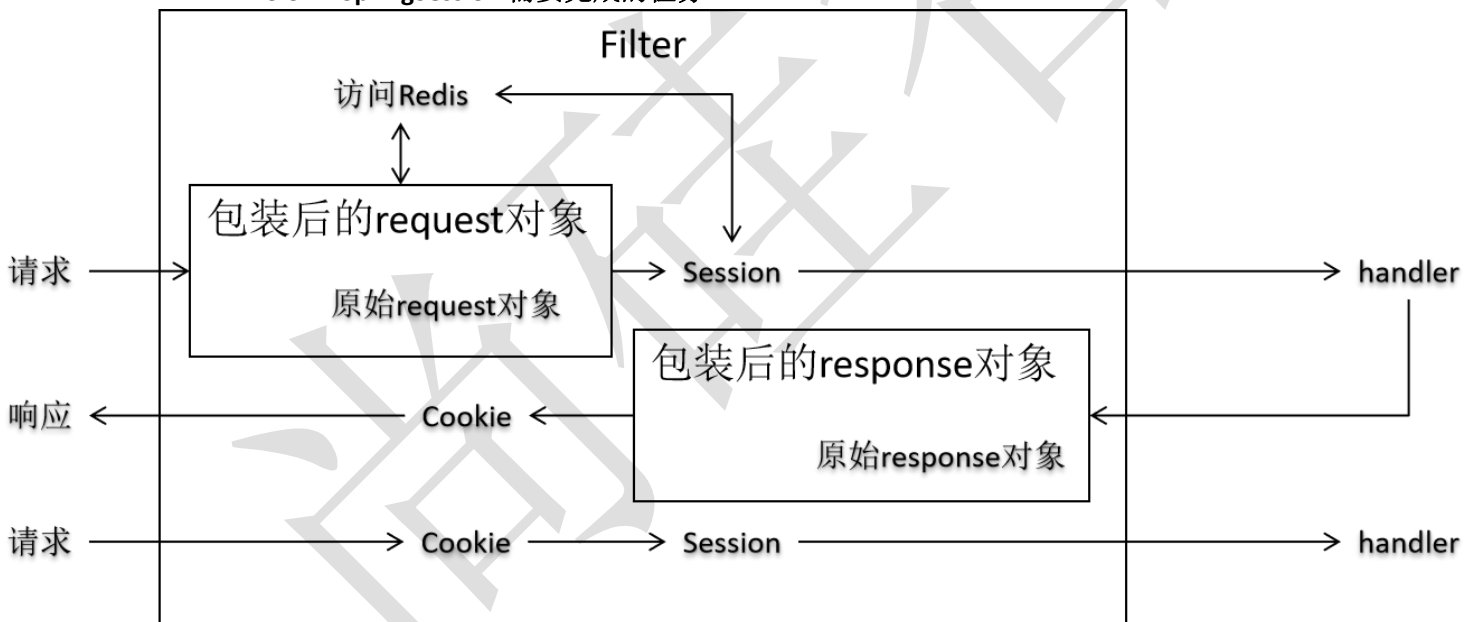 Filter
访问Redis
包装后的request对象
请求
Session
handler
原始request对象
包装后的response对象
响应
Cookie
原始response对象
请求
Cookie
Session
handler